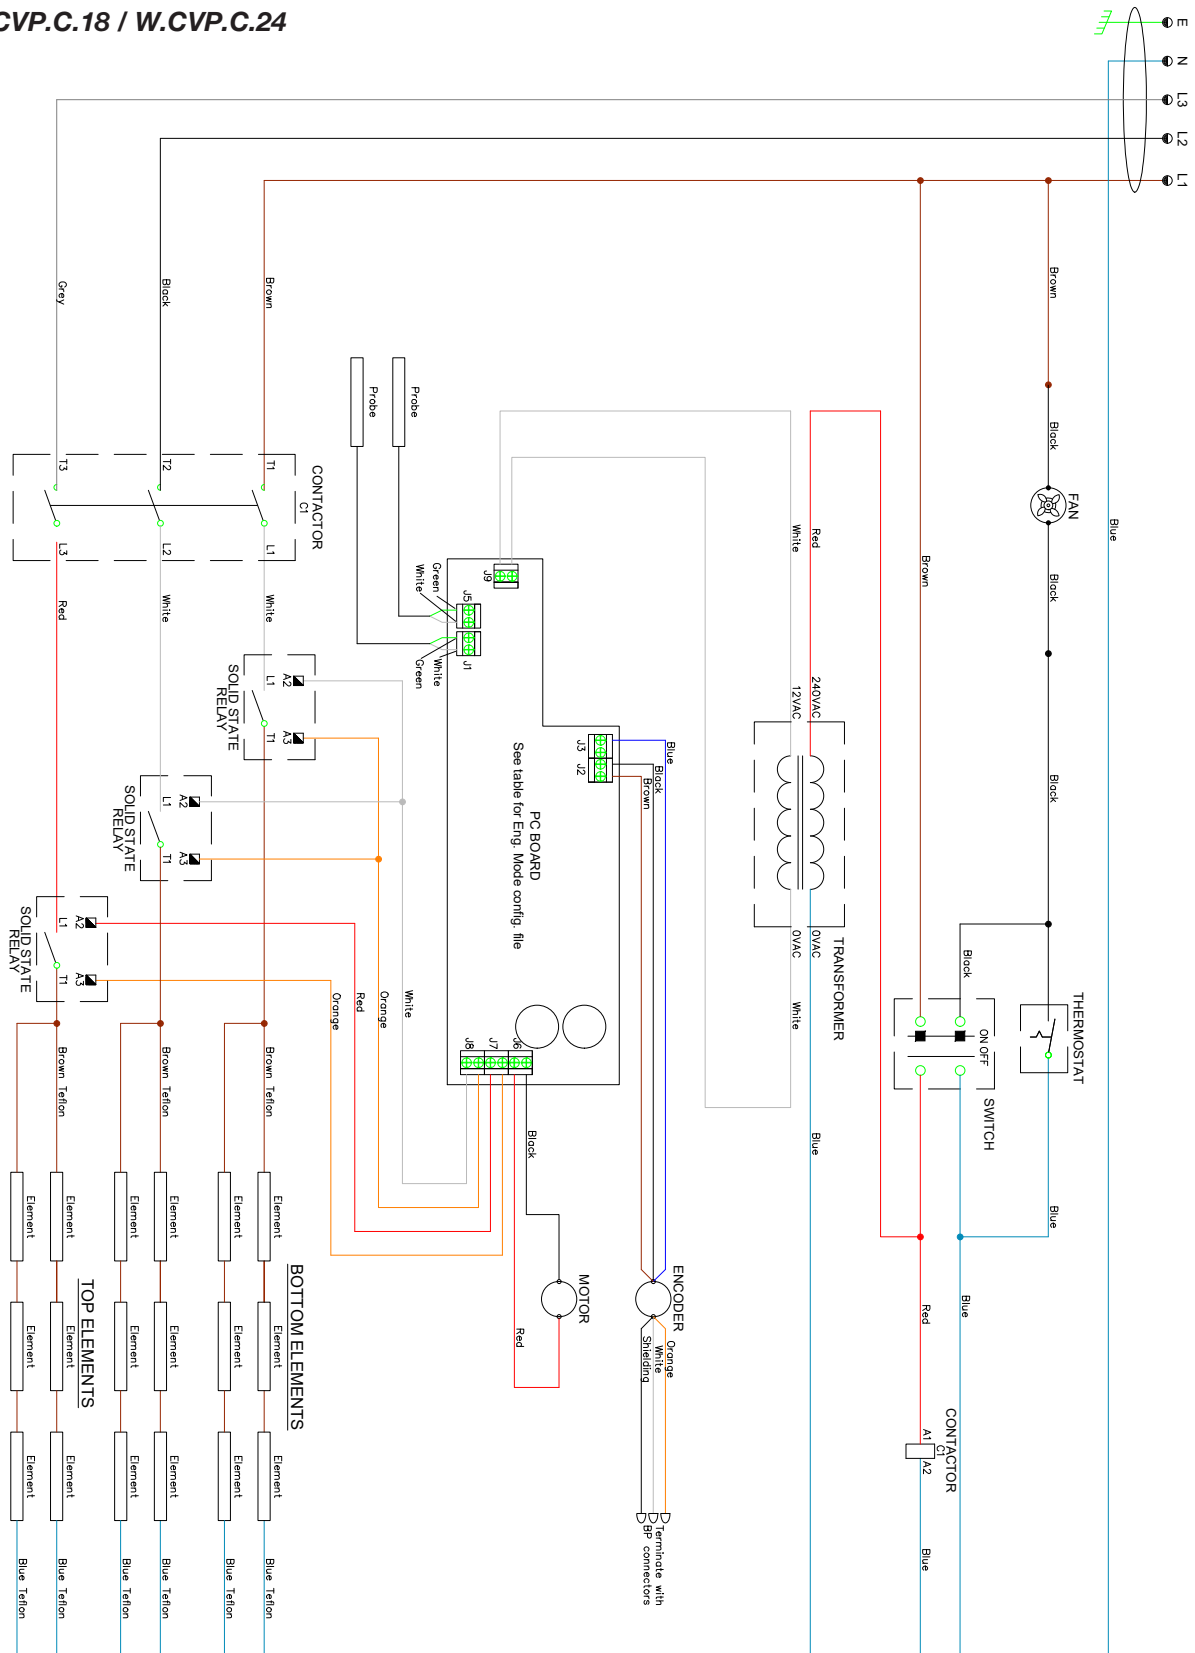 CVP.C.18 / W.CVP.C.24
E
N
L3
L2
L1
Grey
Black
Brown
Brown
Black
FAN
Blue
Black
Brown
Black
Black
Probe
Probe
T3
T2
T1
CONTACTOR
C1
L3
L2
L1
Red
White
White
White
Red
J9
Green
White
J5
J1
White
Green
L1
A2
T1
A3
SOLID STATE
RELAY
L1
A2
T1
A3
SOLID STATE
RELAY
L1
A2
T1
A3
SOLID STATE
RELAY
12VAC
240VAC
J3
J2
Blue
Black
Brown
PC BOARD
See table for Eng. Mode config. file
0VAC
0VAC
TRANSFORMER
White
Blue
Orange
Red
Orange
White
J8
J7
J6
ON OFF
SWITCH
THERMOSTAT
Blue
Brown Teflon
Brown Teflon
Brown Teflon
Black
Element
Element
Element
Element
Element
Element
TOP ELEMENTS
BOTTOM ELEMENTS
MOTOR
Red
ENCODER
Orange
White
Shielding
Red
Blue
Element
Element
Element
Element
Element
Element
Element
Element
Element
Element
Element
Element
CONTACTOR
C1
A1
A2
Terminate with
BP connectors
Blue
Blue Teflon
Blue Teflon
Blue Teflon
Blue Teflon
Blue Teflon
Blue Teflon